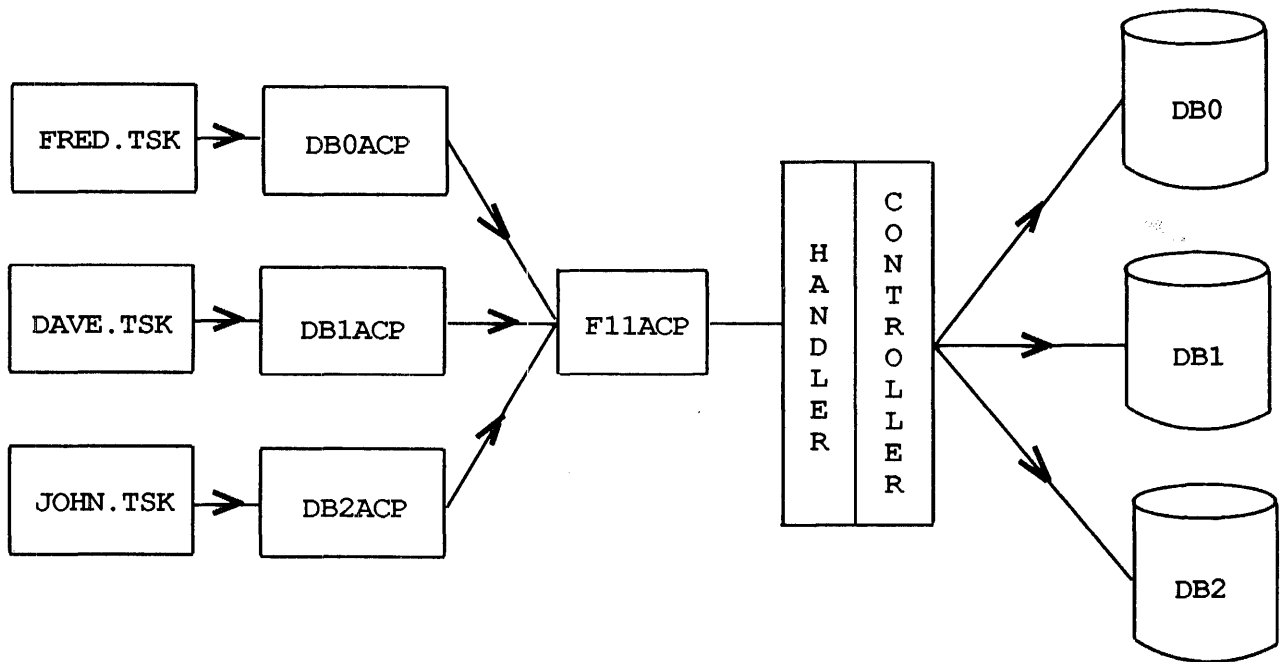 FRED.TSK
DB0ACP
DAVE.TSK
DB1ACP
JOHN.TSK
DB2ACP
F11ACP
HANDLER
CONTROLLER
DB0
DB1
DB2